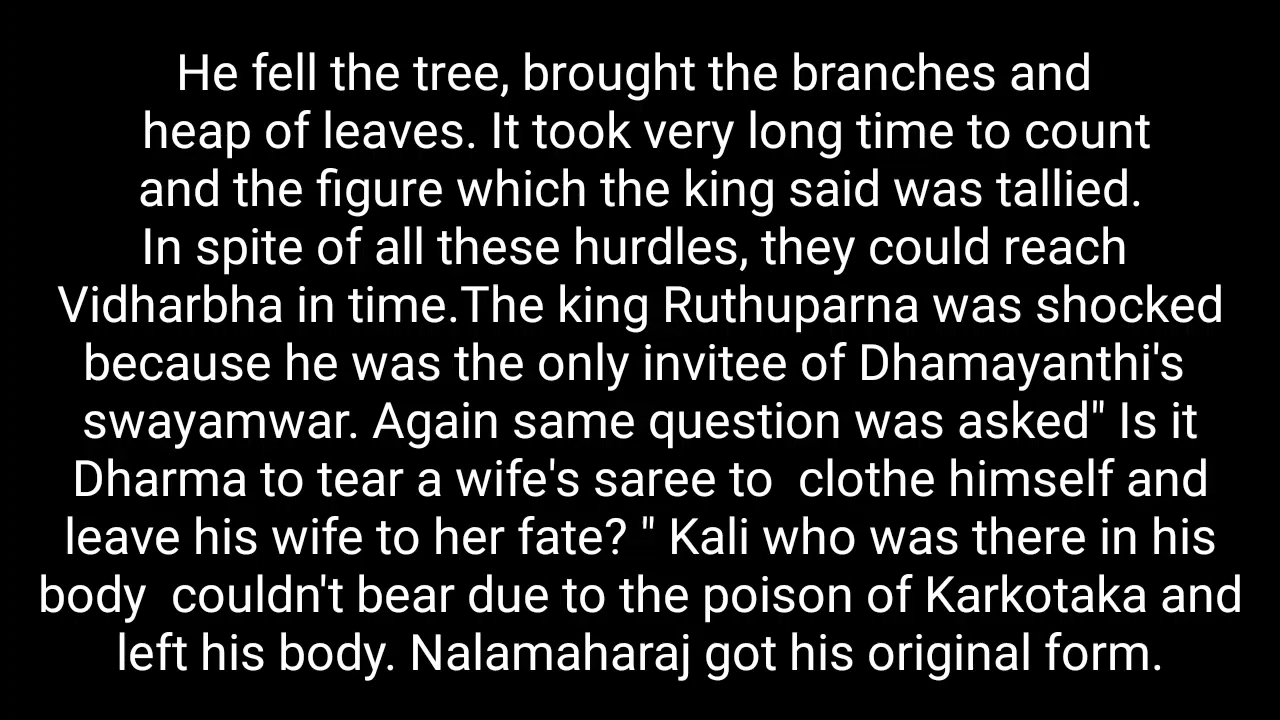 He fell the tree, brought the branches and
heap of leaves. It took very long time to count
and the figure which the king said was tallied.
In spite of all these hurdles, they could reach
Vidharbha in time.The king Ruthuparna was shocked
because he was the only invitee of Dhamayanthi's
swayamwar. Again same question was asked" Is it
Dharma to tear a wife's saree to  clothe himself and
leave his wife to her fate? " Kali who was there in his
body  couldn't bear due to the poison of Karkotaka and
left his body. Nalamaharaj got his original form.